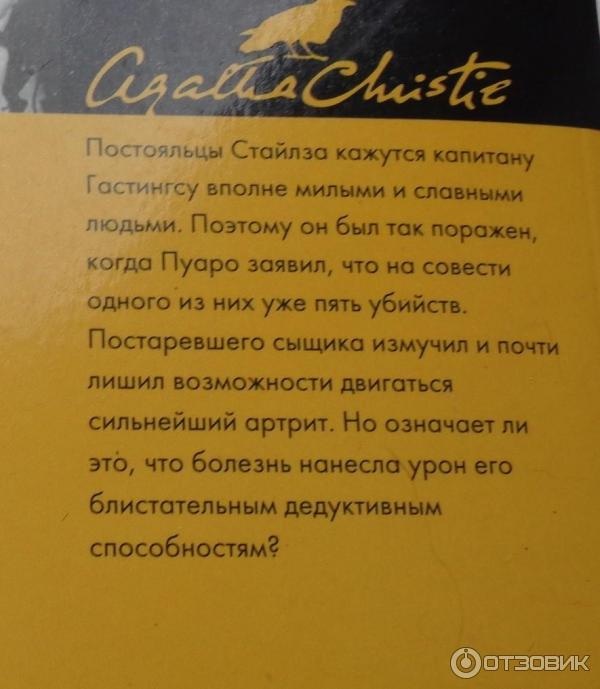 Agatha Christie
Постояльцы Стайлза кажутся капитану
Гастингсу вполне милыми и славными
людьми. Поэтому он был так поражен,
когда Пуаро заявил, что на совести
одного из них уже пять убийств.
Постаревшего сыщика измучил и почти
лишил возможности двигаться
сильнейший артрит. Но означает ли
это, что болезнь нанесла урон его
блистательным дедуктивным
способностям?
ОТЗОВИК